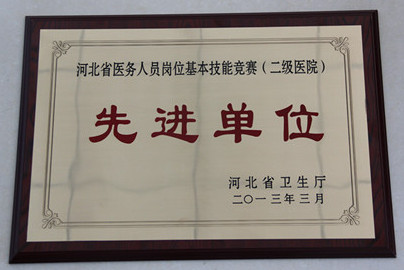 河北省医务人员岗位基本技能竞赛(二级医院)
先进单位
河北省卫生厅
二〇一三年三月